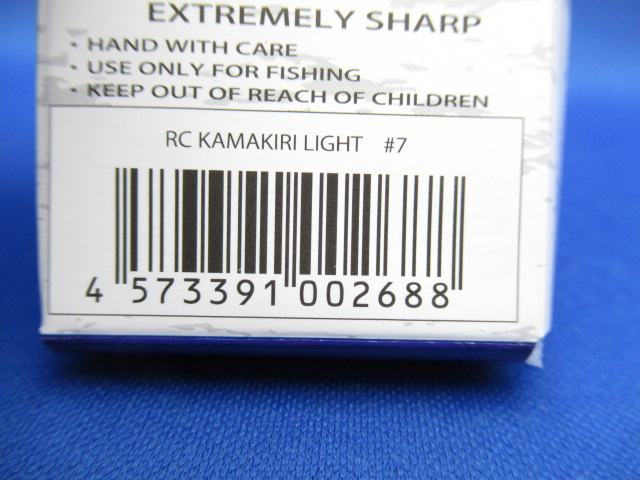 EXTREMELY SHARP
• HAND WITH CARE
• USE ONLY FOR FISHING
• KEEP OUT OF REACH OF CHILDREN
RC KAMAKIRI LIGHT #7
4 573391 002688